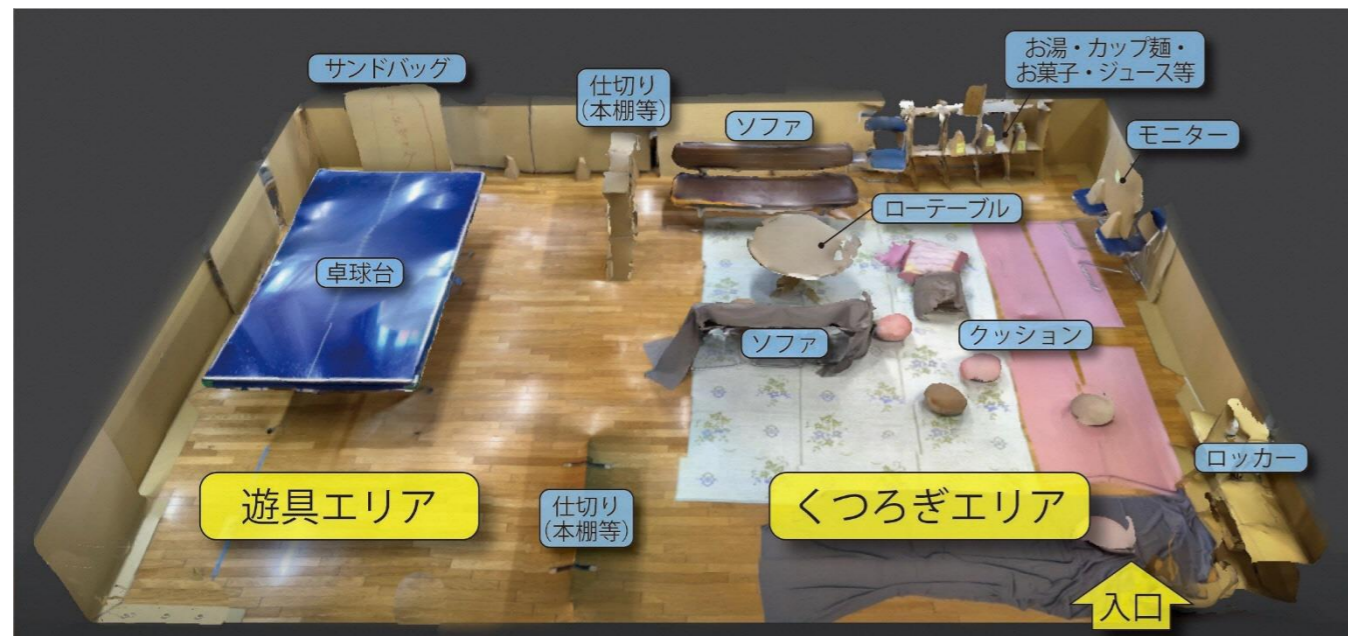 サンドバッグ
仕切り
(本棚等)
ソファ
お湯・カップ麺・
お菓子・ジュース等
モニター
ローテーブル
卓球台
ソファ
クッション
ロッカー
遊具エリア
仕切り
(本棚等)
くつろぎエリア
入口